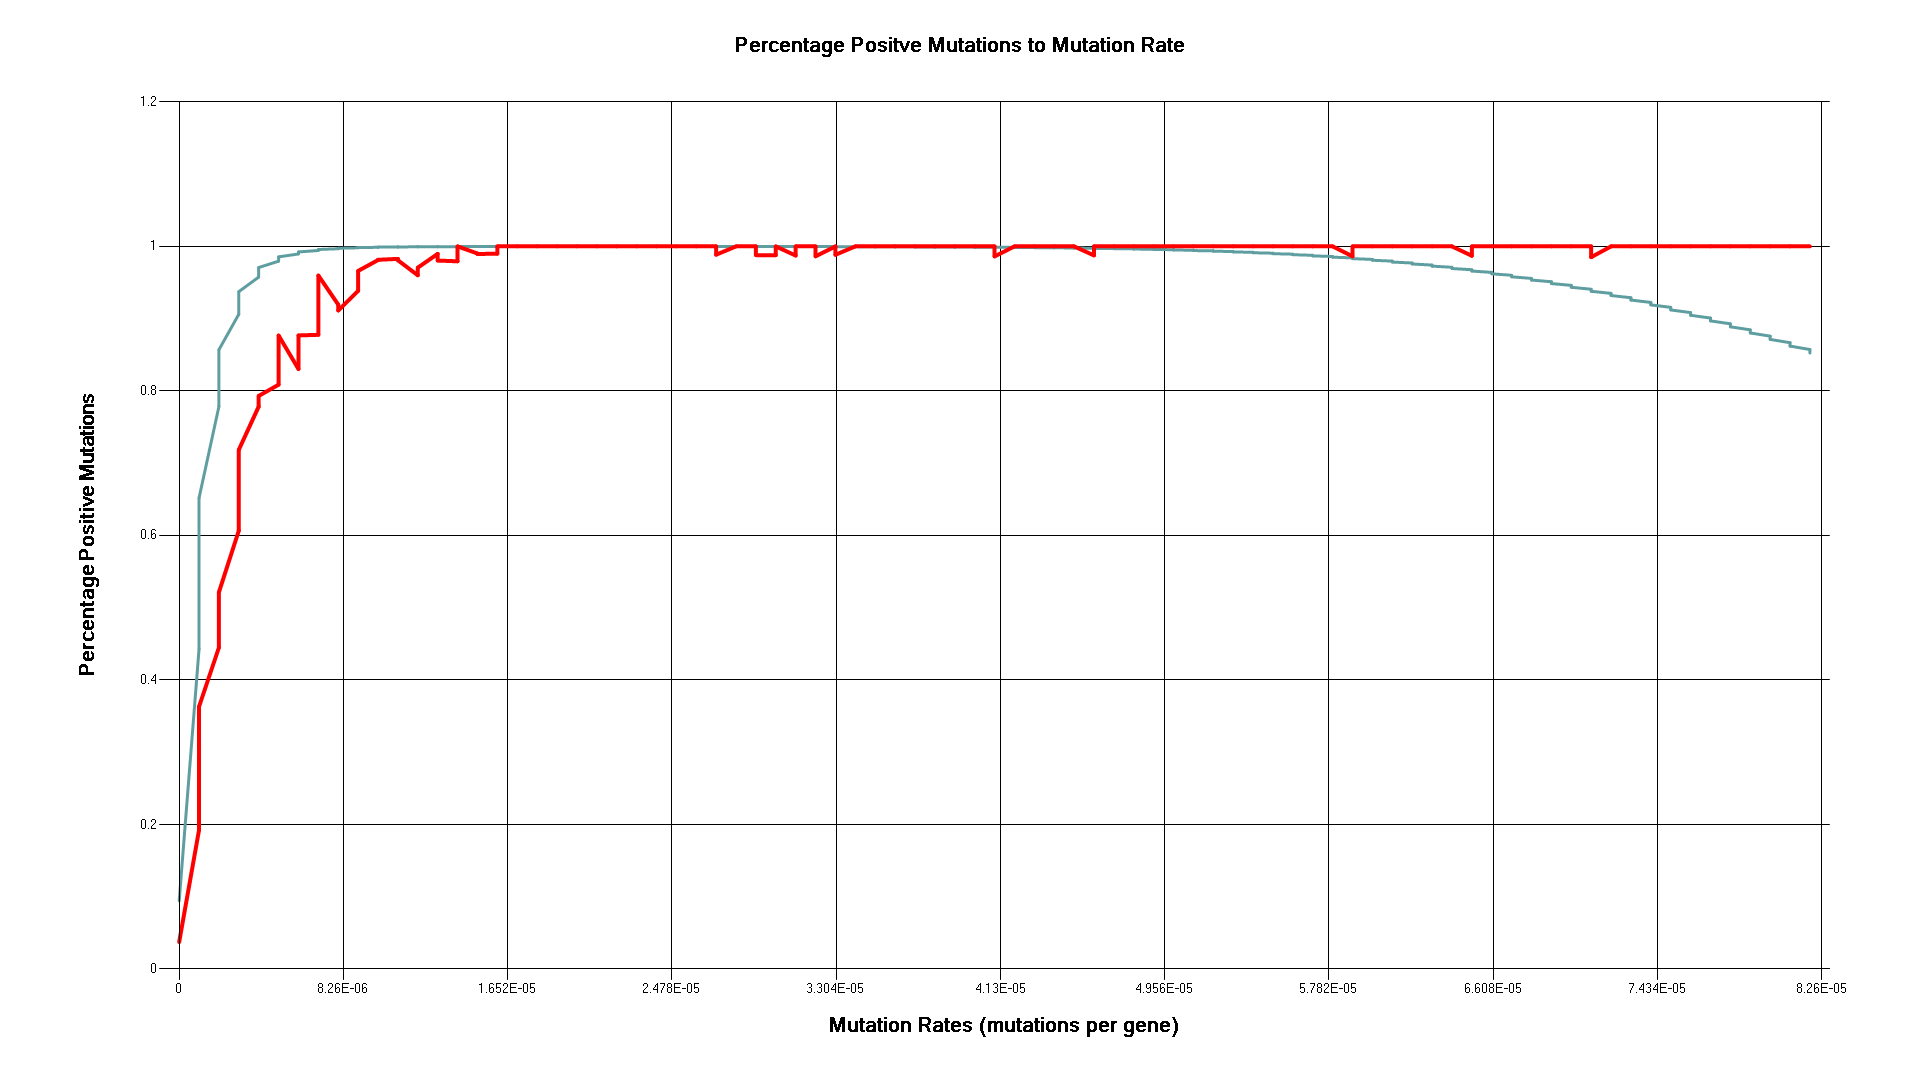 Percentage Positve Mutations to Mutation Rate
1.2
1
0.8
0.6
0.4
0.2
0
Percentage Positive Mutations
0 8.26E-06 1.652E-05 2.478E-05 3.304E-05 4.13E-05 4.956E-05 5.782E-05 6.608E-05 7.434E-05 8.26E-05
Mutation Rates (mutations per gene)